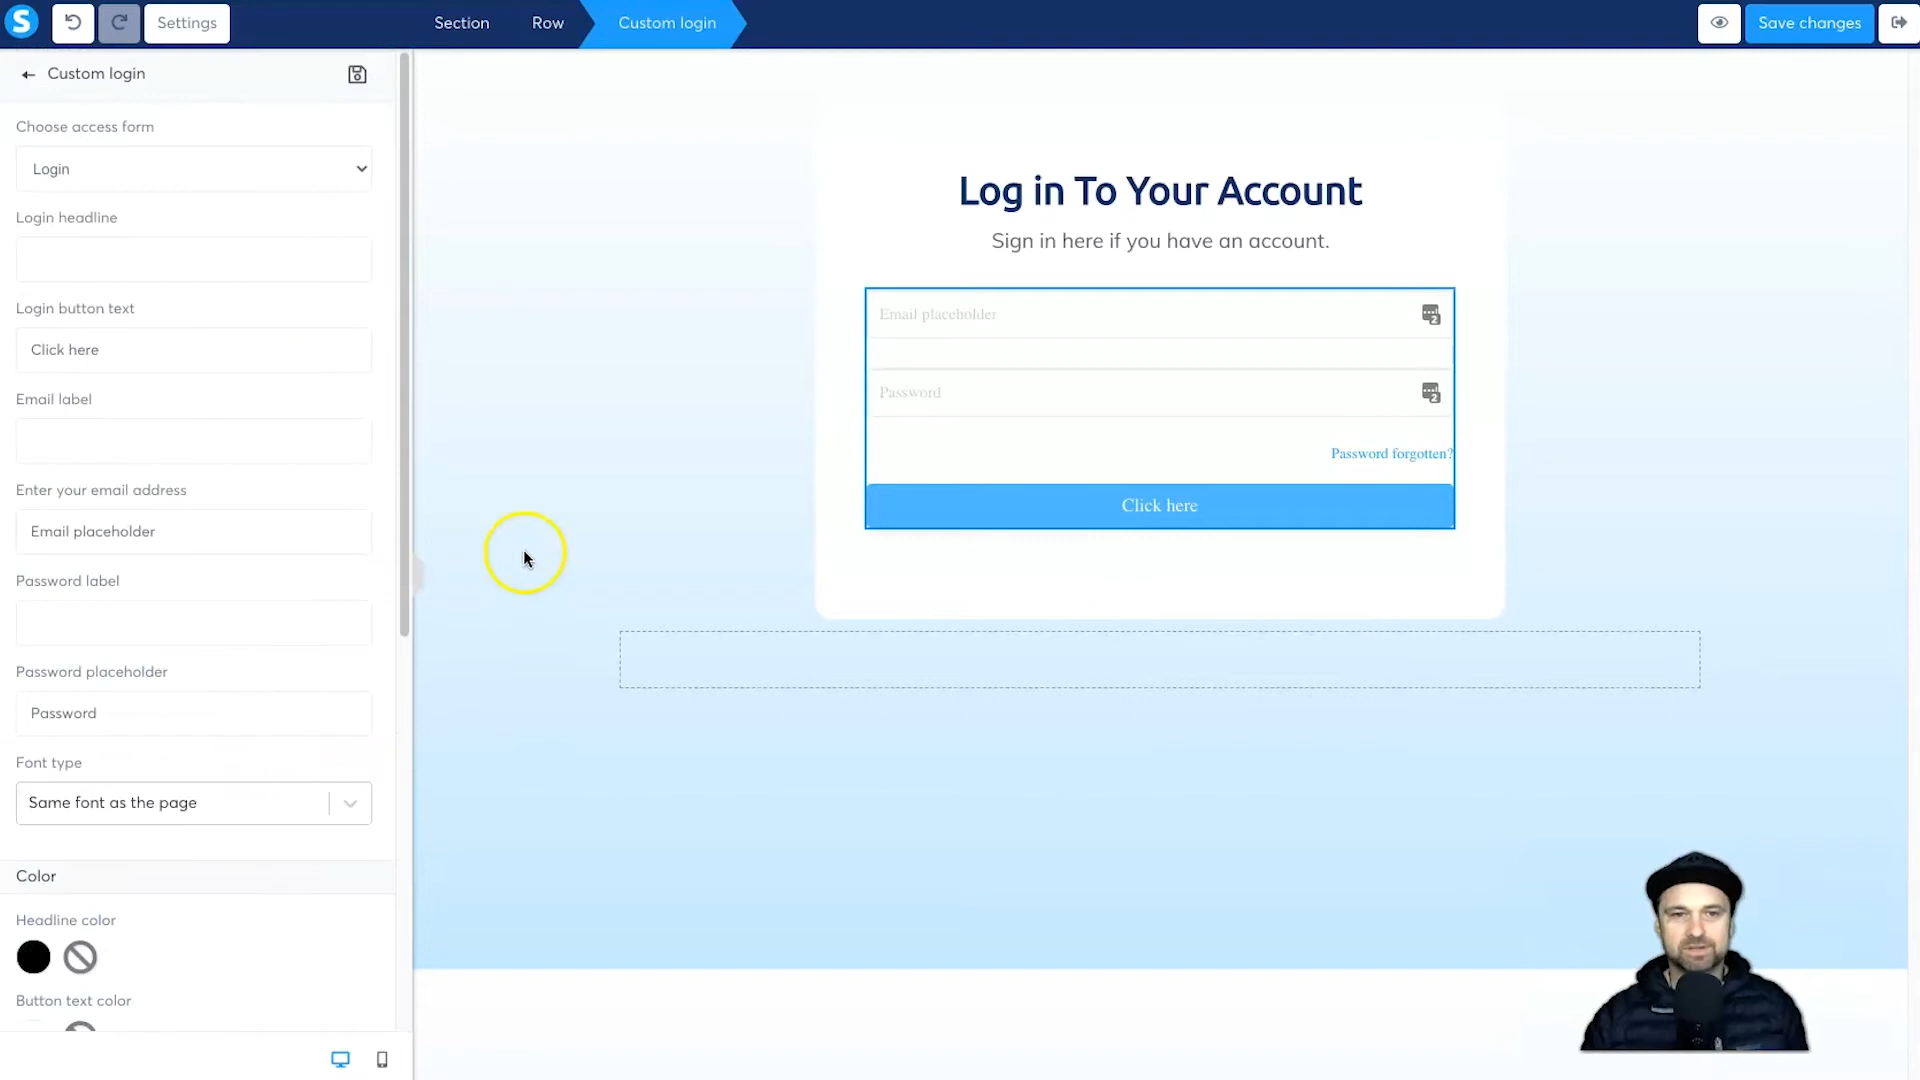 S
Settings
Section
Row
Custom login
Save changes
Custom login
Choose access form
Login
Login headline
Login button text
Click here
Email label
Enter your email address
Email placeholder
Password label
Password placeholder
Password
Font type
Same font as the page
Color
Headline color
Button text color
Log in To Your Account
Sign in here if you have an account.
Email placeholder
2
Password
2
Password forgotten?
Click here